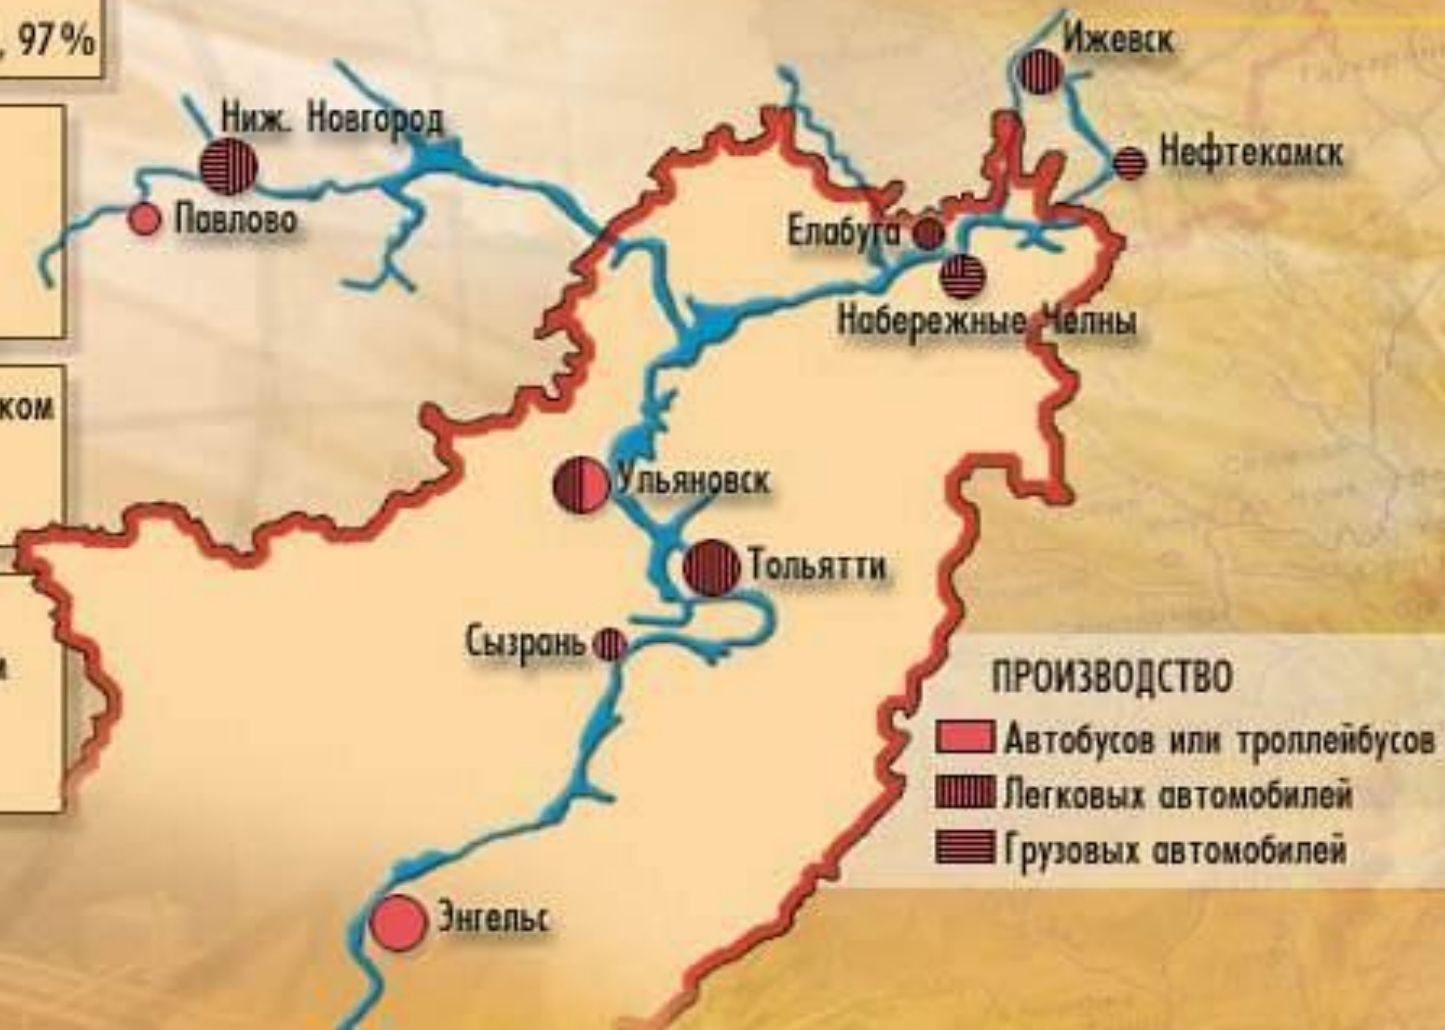 , 97%
Ижевск
Ниж. Новгород
Нефтекамск
Павлово
Елабуга
Набережные Челны
ком
Ульяновск
Тольятти
Сызрань
ПРОИЗВОДСТВО
Автобусов или троллейбусов
Легковых автомобилей
Грузовых автомобилей
Энгельс